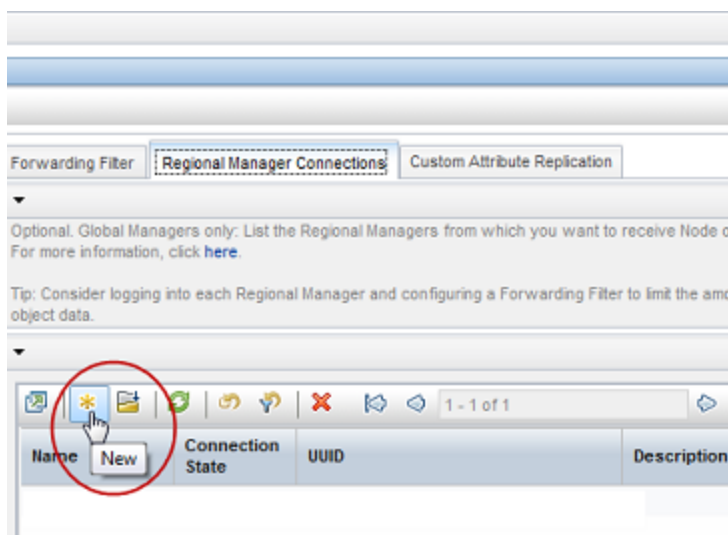 Forwarding Filter Regional Manager Connections Custom Attribute Replication
Optional. Global Managers only: List the Regional Managers from which you want to receive Node
For more information, click here.
Tip: Consider logging into each Regional Manager and configuring a Forwarding Filter to limit the
object data.
1 - 1 of 1
Name Connection State UUID Description
New